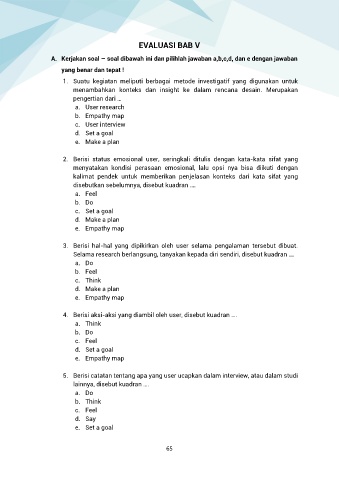 EVALUASI BAB V
A. Kerjakan soal – soal dibawah ini dan pilihlah jawaban a,b,c,d, dan e dengan jawaban
yang benar dan tepat !
1. Suatu kegiatan meliputi berbagai metode investigatif yang digunakan untuk
menambahkan konteks dan insight ke dalam rencana desain. Merupakan
pengertian dari …
a. User research
b. Empathy map
c. User interview
d. Set a goal
e. Make a plan
2. Berisi status emosional user, seringkali ditulis dengan kata-kata sifat yang
menyatakan kondisi perasaan emosional, lalu opsi nya bisa diikuti dengan
kalimat pendek untuk memberikan penjelasan konteks dari kata sifat yang
disebutkan sebelumnya, disebut kuadran ….
a. Feel
b. Do
c. Set a goal
d. Make a plan
e. Empathy map
3. Berisi hal-hal yang dipikirkan oleh user selama pengalaman tersebut dibuat.
Selama research berlangsung, tanyakan kepada diri sendiri, disebut kuadran ….
a. Do
b. Feel
c. Think
d. Make a plan
e. Empathy map
4. Berisi aksi-aksi yang diambil oleh user, disebut kuadran ….
a. Think
b. Do
c. Feel
d. Set a goal
e. Empathy map
5. Berisi catatan tentang apa yang user ucapkan dalam interview, atau dalam studi
lainnya, disebut kuadran ….
a. Do
b. Think
c. Feel
d. Say
e. Set a goal
65